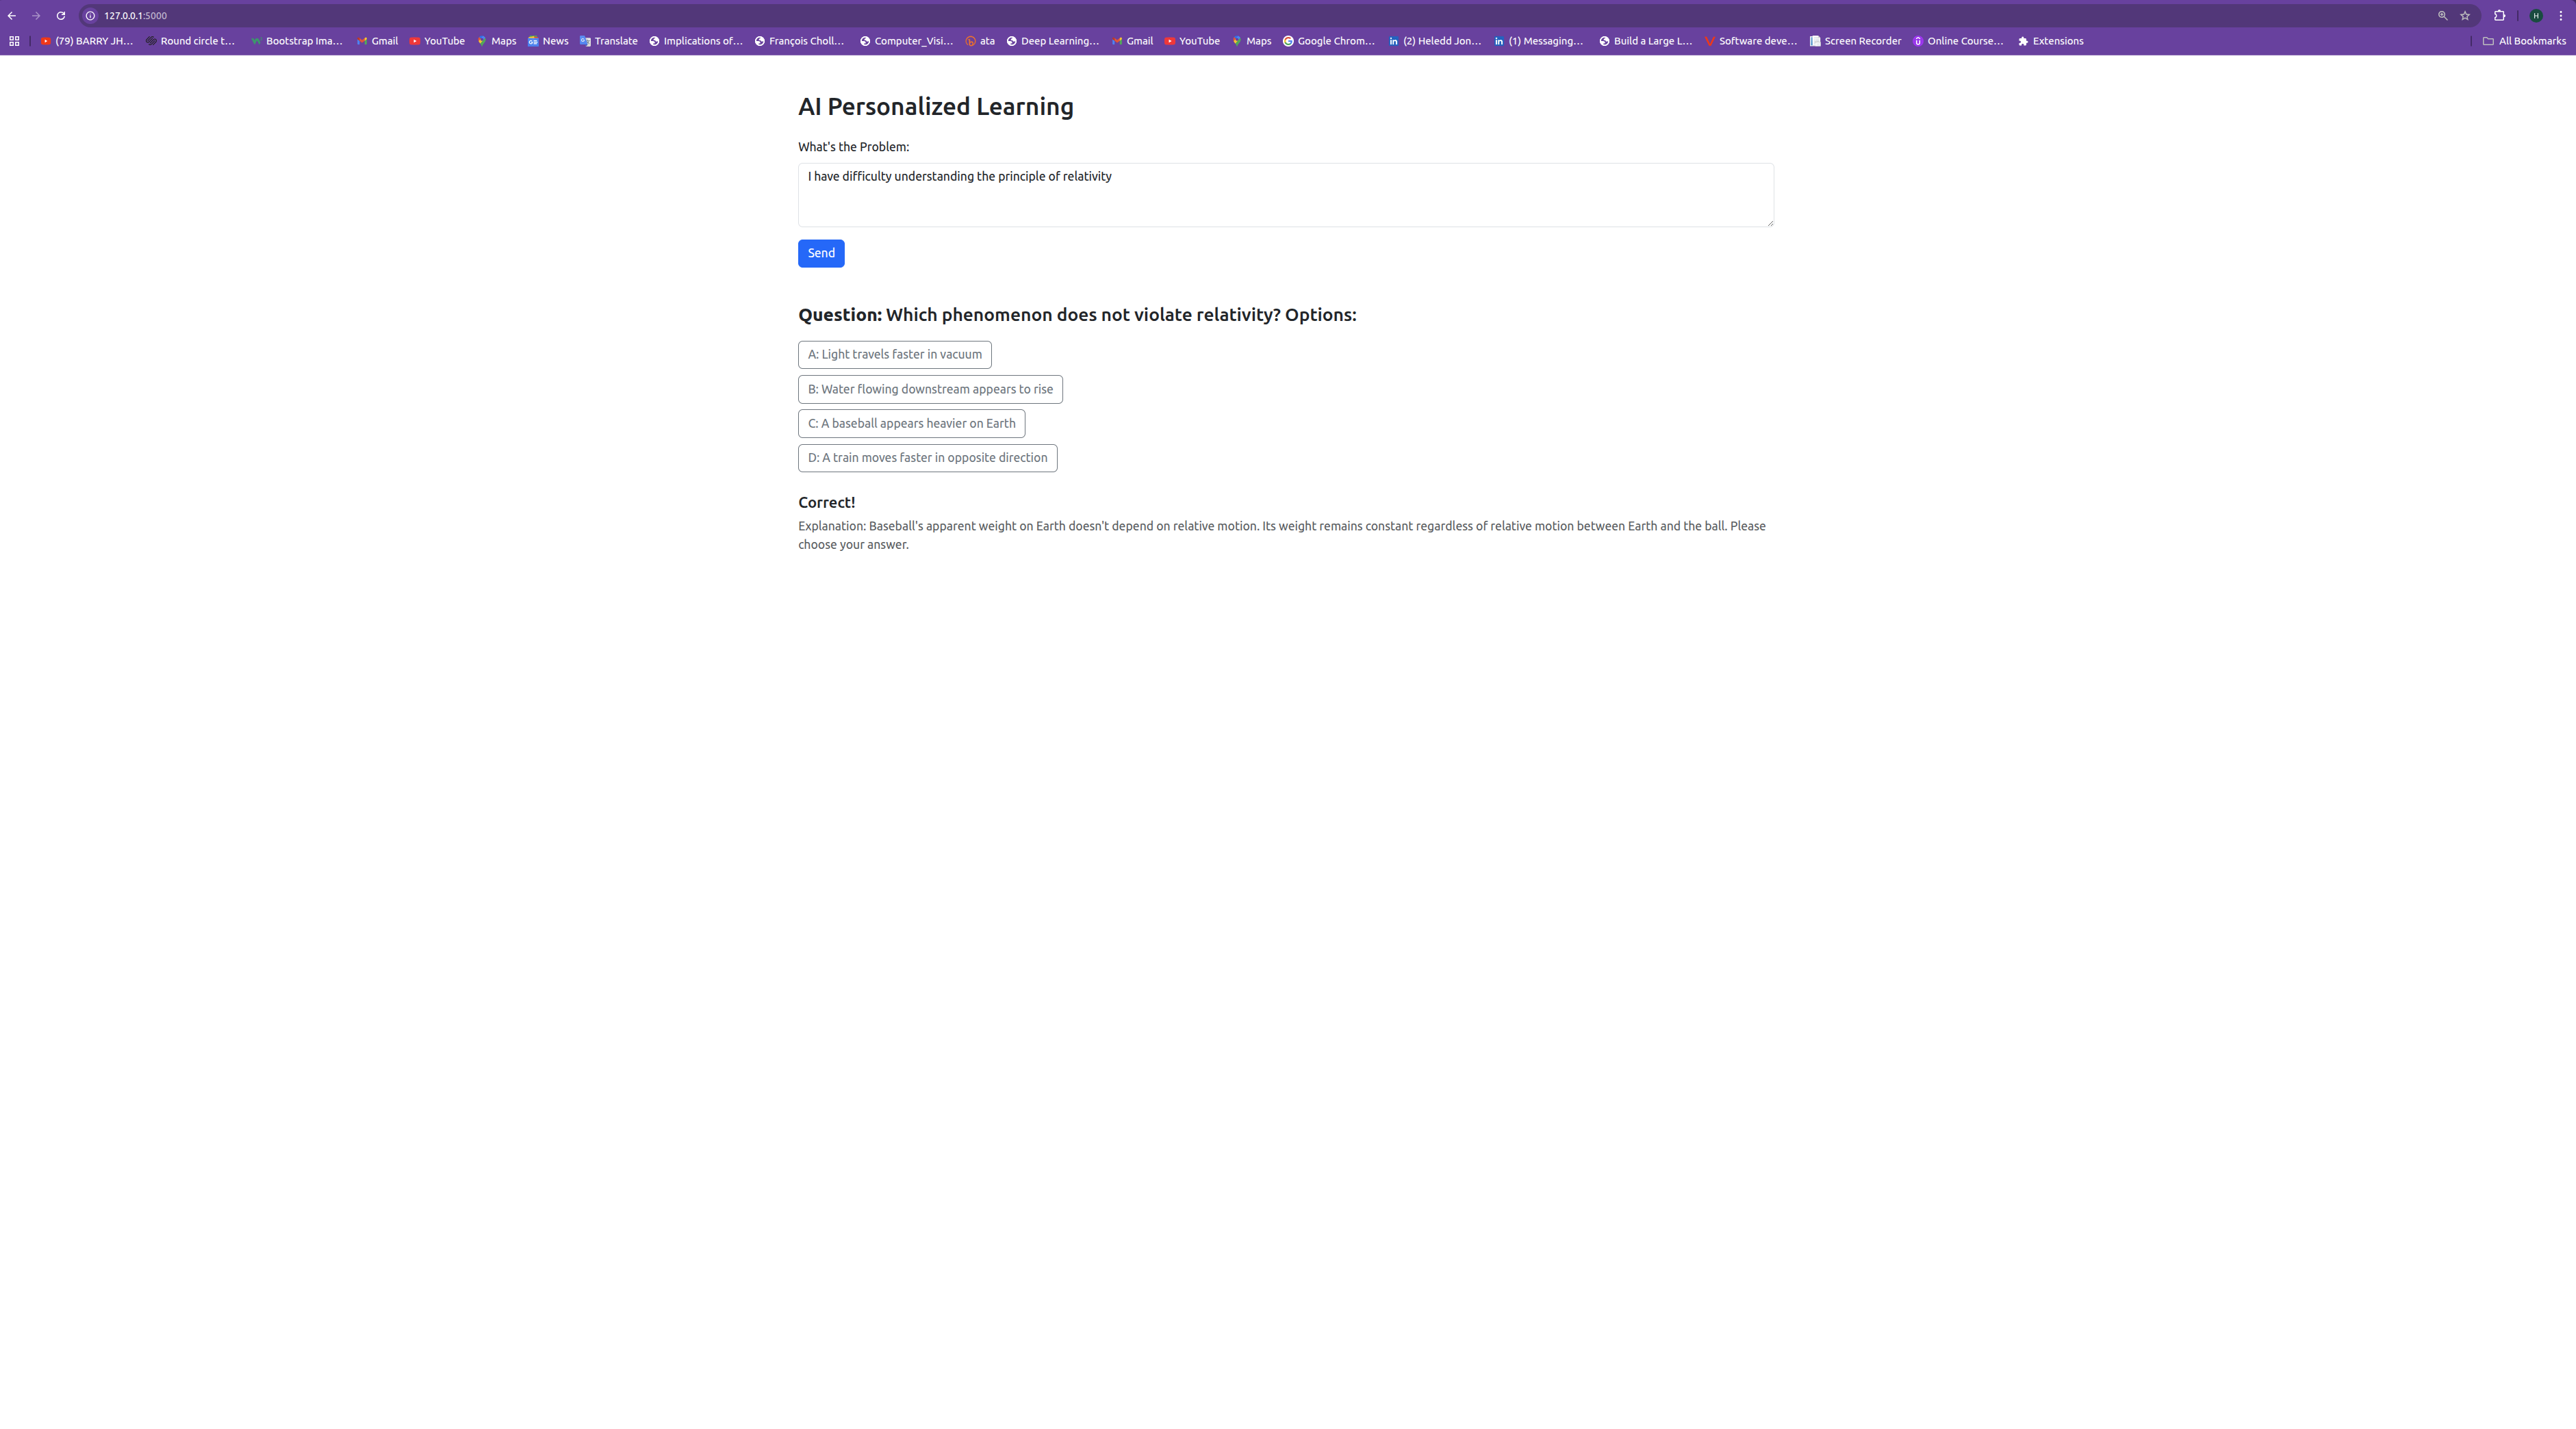 127.0.0.1:5000
(79) BARRY JH... Round circle t... Bootstrap Ima... Gmail YouTube Maps News Translate Implications of... François Choll... Computer_Visi... ata Deep Learning... Gmail YouTube Maps Google Chrom... (2) Heledd Jon... (1) Messaging... Build a Large L... Software deve... Screen Recorder Online Course... Extensions All Bookmarks
AI Personalized Learning
What's the Problem:
I have difficulty understanding the principle of relativity
Send
Question: Which phenomenon does not violate relativity? Options:
A: Light travels faster in vacuum
B: Water flowing downstream appears to rise
C: A baseball appears heavier on Earth
D: A train moves faster in opposite direction
Correct!
Explanation: Baseball's apparent weight on Earth doesn't depend on relative motion. Its weight remains constant regardless of relative motion between Earth and the ball. Please
choose your answer.